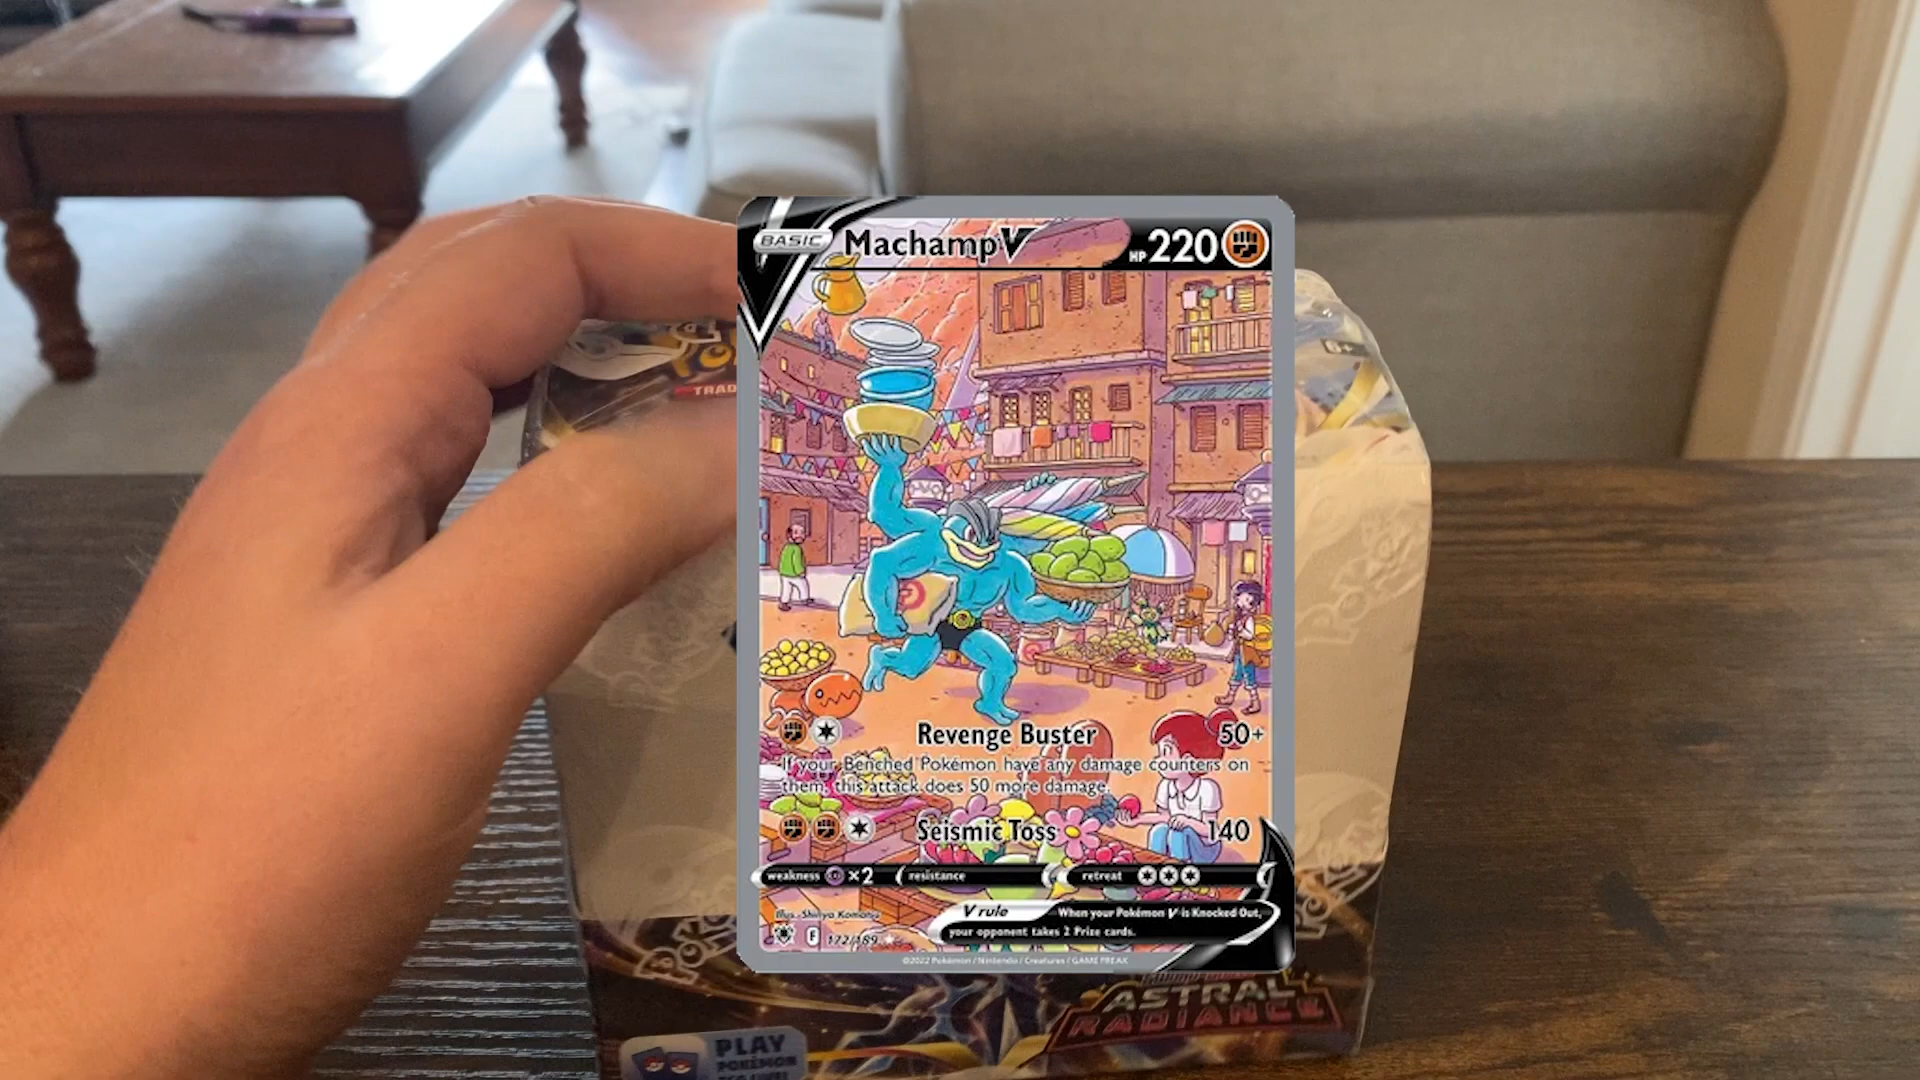 BASIC Machamp V HP 220
TRAD
Revenge Buster 50+
If your Benched Pokémon have any damage counters on
them, this attack does 50 more damage.
Seismic Toss 140
weakness ×2 resistance retreat
Illus. Shinya Komatsu
V rule When your Pokémon V is Knocked Out,
your opponent takes 2 Prize cards.
F 172/189
©2022 Pokémon / Nintendo / Creatures / GAME FREAK
ASTRAL
RADIANCE
PLAY
POKÉMON